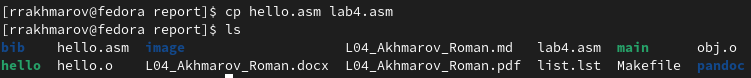 [rrakhmarov@fedora report]$ cp hello.asm lab4.asm
[rrakhmarov@fedora report]$ ls
bib hello.asm image L04_Akhmarov_Roman.md lab4.asm main obj.o
hello hello.o L04_Akhmarov_Roman.docx L04_Akhmarov_Roman.pdf list.lst Makefile pandoc